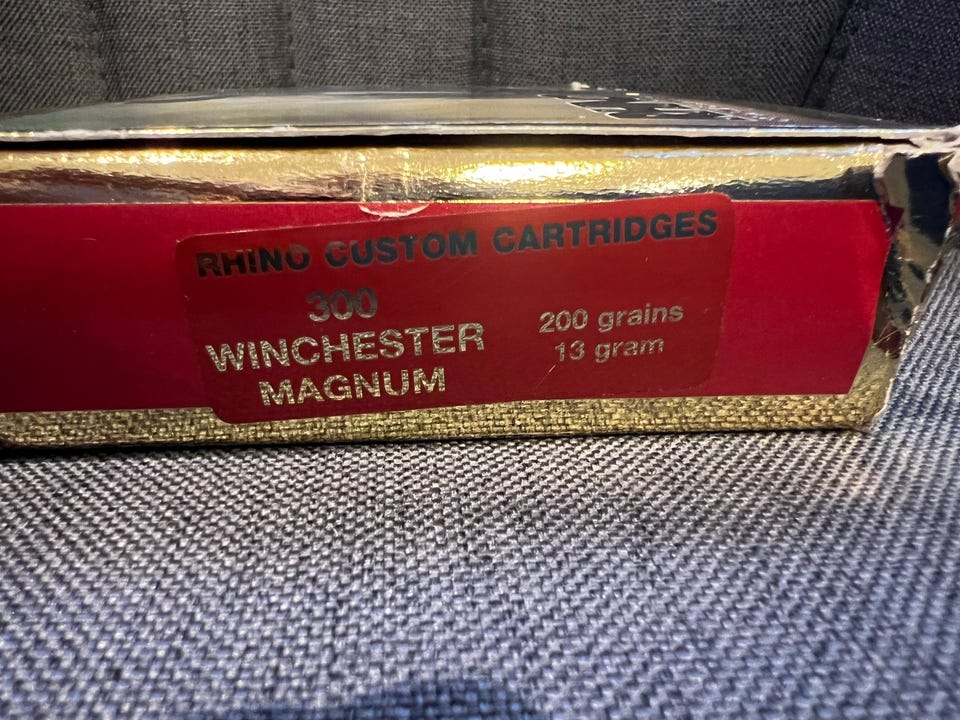 RHINO CUSTOM CARTRIDGES
300
WINCHESTER
MAGNUM
200 grains
13 gram